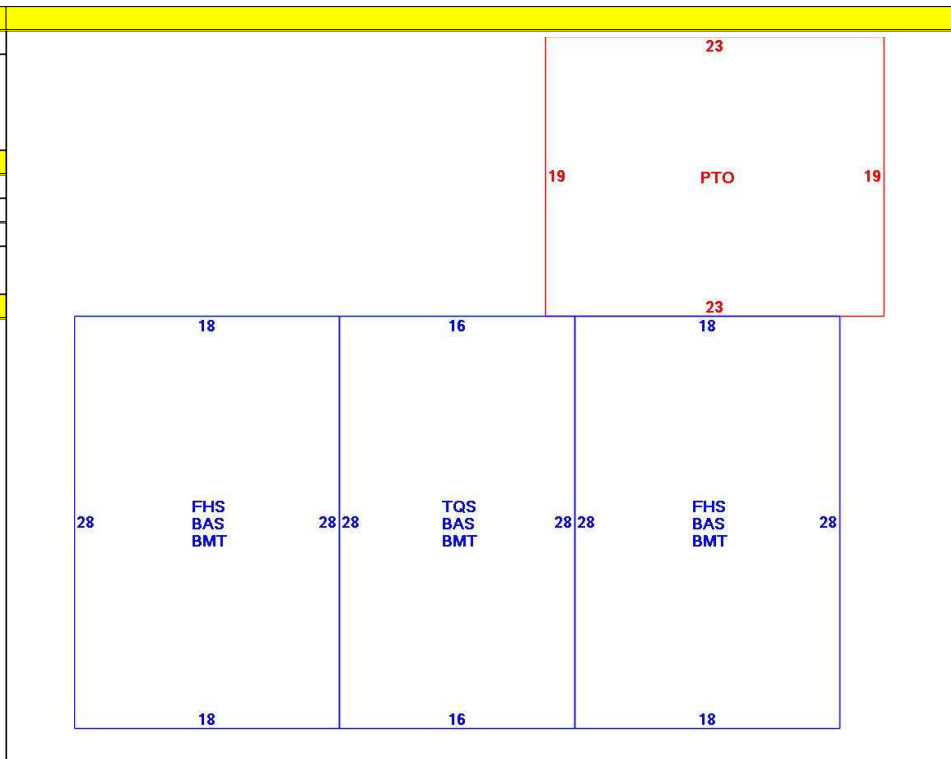 23
19 PTO 19
23
18 16 18
FHS TQS FHS
28 BAS 28 28 BAS 28 28 BAS 28
BMT BMT BMT
18 16 18